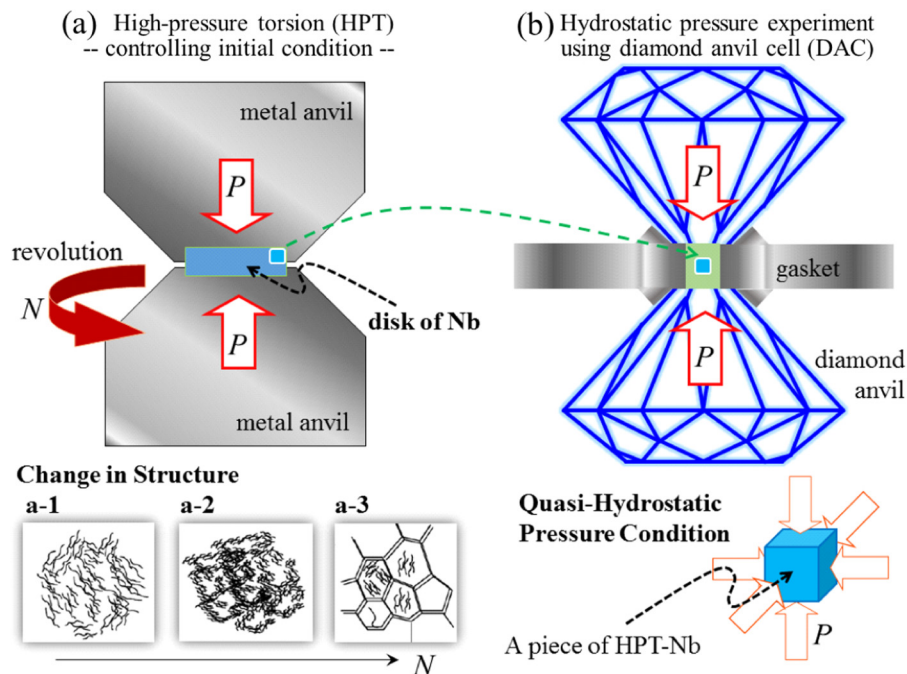 (a) High-pressure torsion (HPT)
-- controlling initial condition --
metal anvil
P
revolution
N
disk of Nb
P
metal anvil
Change in Structure
a-1
a-2
a-3
N
(b) Hydrostatic pressure experiment
using diamond anvil cell (DAC)
P
gasket
P
diamond
anvil
Quasi-Hydrostatic
Pressure Condition
A piece of HPT-Nb
P